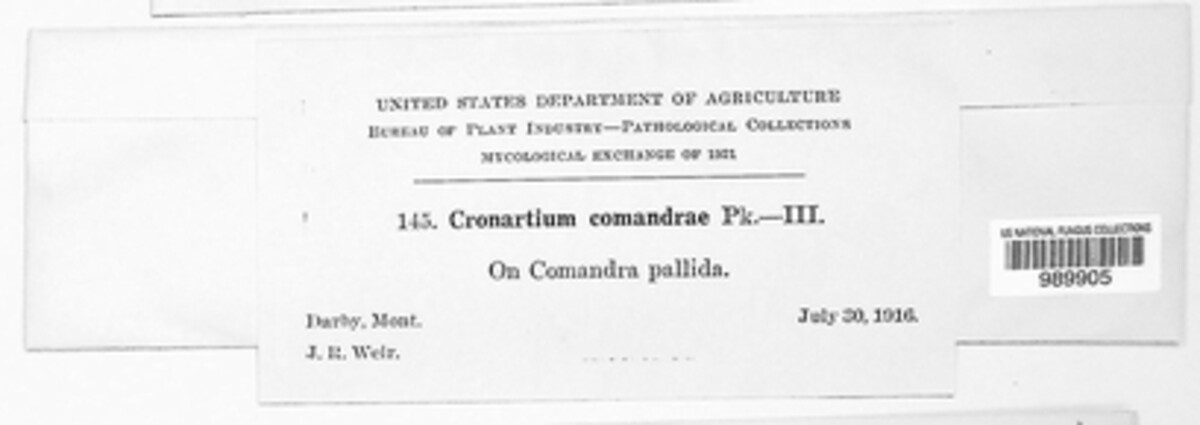 UNITED STATES DEPARTMENT OF AGRICULTURE
BUREAU OF PLANT INDUSTRY—PATHOLOGICAL COLLECTIONS
MYCOLOGICAL EXCHANGE OF 1921
145. Cronartium comandrae Pk.—III.
On Comandra pallida.
Darby, Mont.
July 30, 1916.
J. R. Weir.
US NATIONAL FUNGUS COLLECTIONS
989905